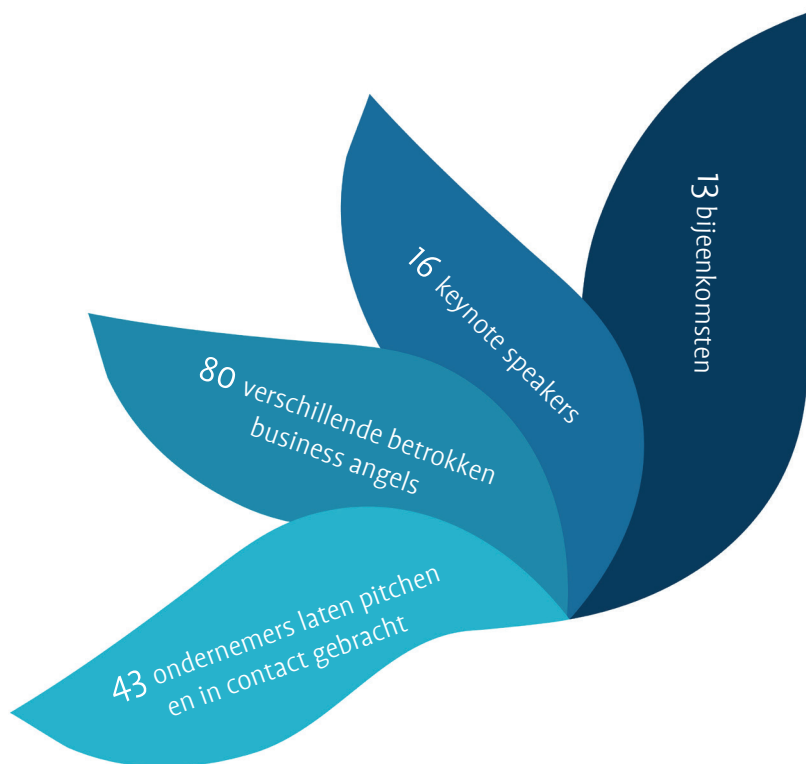 13 bijeenkomsten
16 keynote speakers
80 verschillende betrokken
business angels
43 ondernemers laten pitchen
en in contact gebracht